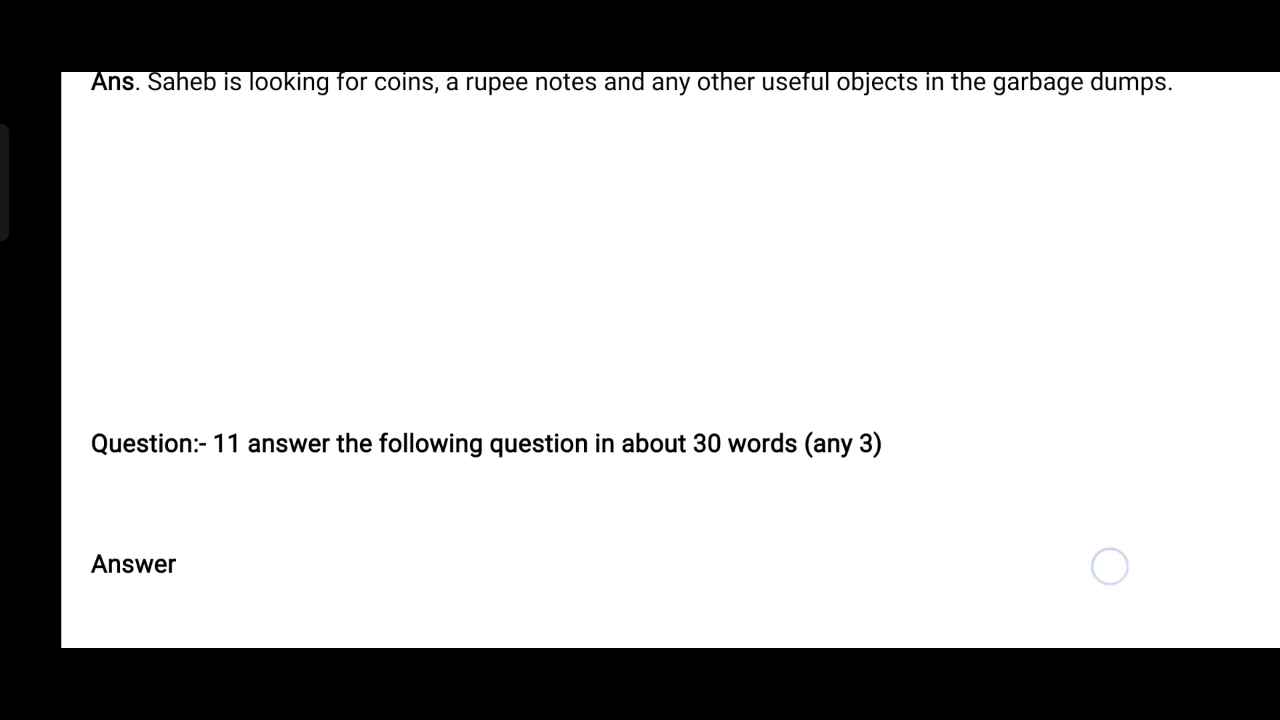 Ans. Saheb is looking for coins, a rupee notes and any other useful objects in the garbage dumps.
Question:- 11 answer the following question in about 30 words (any 3)
Answer